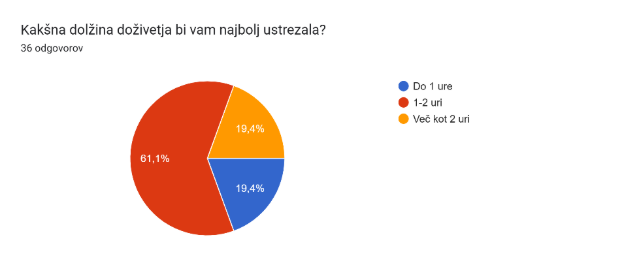 Kakšna dolžina doživetja bi vam najbolj ustrezala?
36 odgovorov
Do 1 ure
1-2 uri
Več kot 2 uri
19,4%
61,1%
19,4%